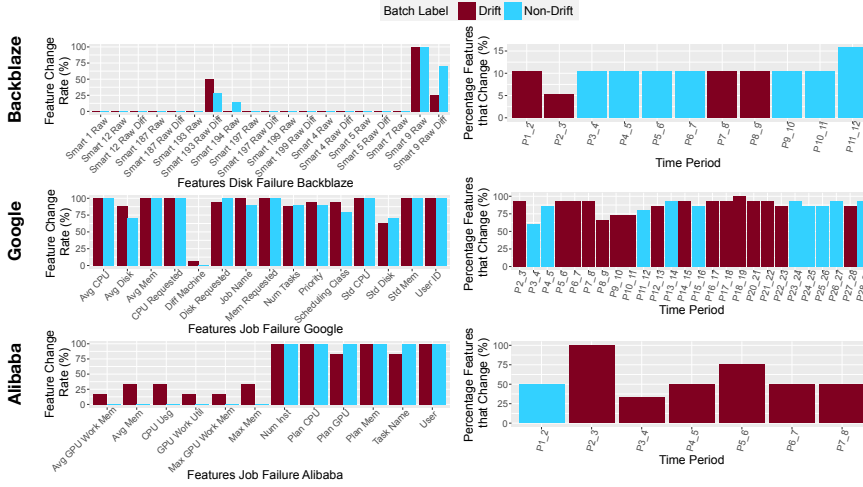 Batch Label Drift Non-Drift
Backblaze
Feature Change
Rate (%)
100
75
50
25
0
Smart 1 Raw
Smart 12 Raw
Smart 12 Raw Diff
Smart 187 Raw
Smart 187 Raw Diff
Smart 193 Raw
Smart 193 Raw Diff
Smart 194 Raw
Smart 197 Raw
Smart 197 Raw Diff
Smart 199 Raw
Smart 199 Raw Diff
Smart 4 Raw
Smart 4 Raw Diff
Smart 5 Raw
Smart 5 Raw Diff
Smart 7 Raw
Smart 9 Raw
Smart 9 Raw Diff
Features Disk Failure Backblaze
Percentage Features
that Change (%)
15
10
5
0
P1_2
P2_3
P3_4
P4_5
P5_6
P6_7
P7_8
P8_9
P9_10
P10_11
P11_12
Time Period
Google
Feature Change
Rate (%)
100
75
50
25
0
Avg CPU
Avg Disk
Avg Mem
CPU Requested
Diff Machine
Disk Requested
Job Name
Mem Requested
Num Tasks
Priority
Scheduling Class
Std CPU
Std Disk
Std Mem
User ID
Features Job Failure Google
Percentage Features
that Change (%)
100
75
50
25
0
P2_3
P3_4
P4_5
P5_6
P6_7
P7_8
P8_9
P9_10
P10_11
P11_12
P12_13
P13_14
P14_15
P15_16
P16_17
P17_18
P18_19
P20_21
P21_22
P22_23
P23_24
P24_25
P25_26
P26_27
P27_28
Time Period
Alibaba
Feature Change
Rate (%)
100
75
50
25
0
Avg GPU Work Mem
Avg Mem
CPU Usg
GPU Work Util
Max GPU Work Mem
Max Mem
Num Inst
Plan CPU
Plan GPU
Plan Mem
Task Name
User
Features Job Failure Alibaba
Percentage Features
that Change (%)
100
75
50
25
0
P1_2
P2_3
P3_4
P4_5
P5_6
P6_7
P7_8
Time Period